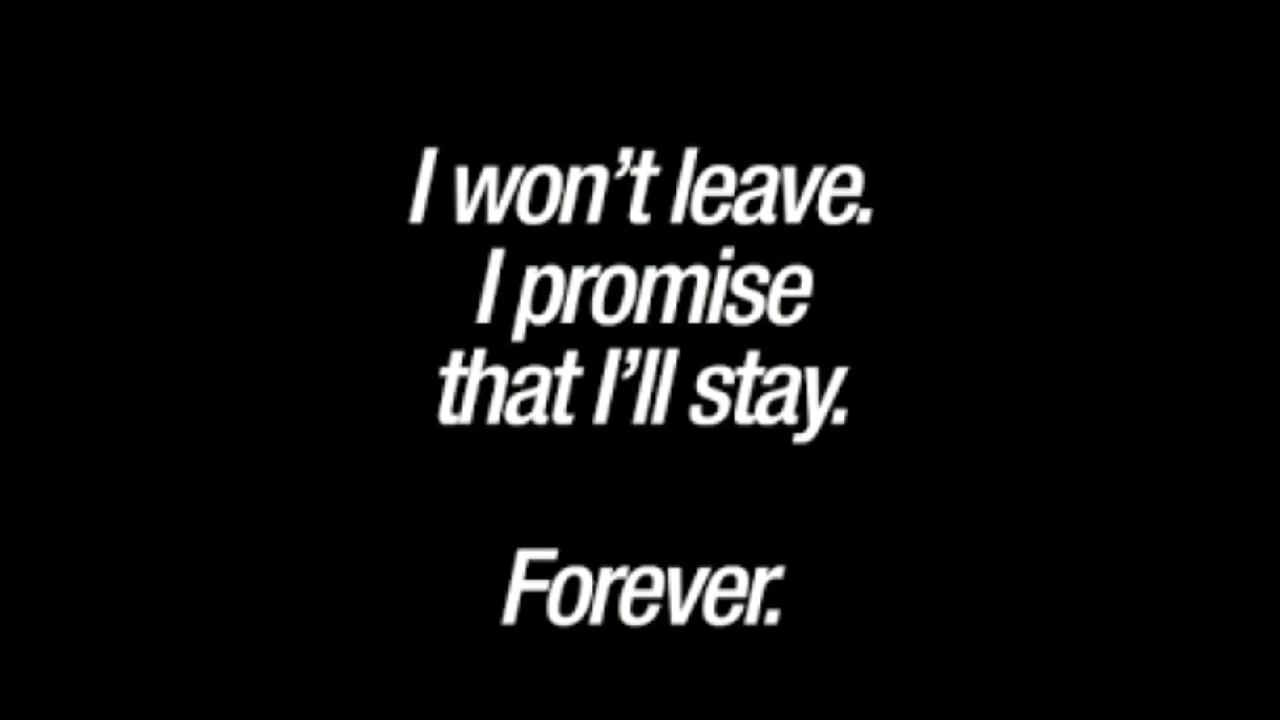 I won’t leave.
I promise
that I’ll stay.
Forever.